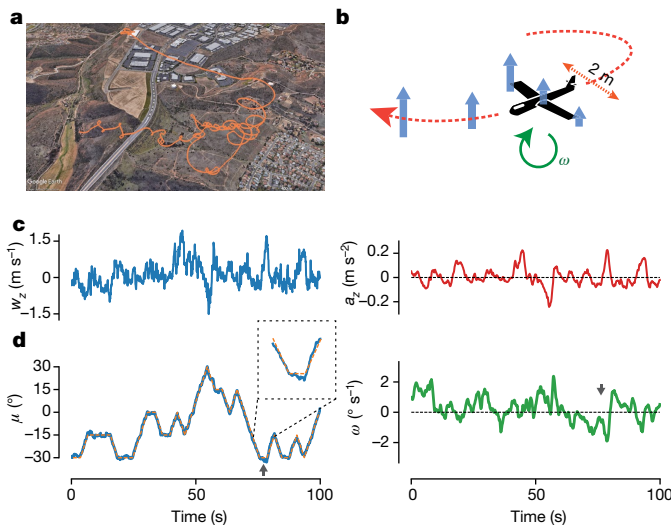 a
b
Google Earth
2 m
ω
c
w_z (m s⁻¹)
1.5
0
−1.5
a_z (m s⁻²)
0.2
0
−0.2
d
μ (°)
30
15
0
−15
−30
ω (° s⁻¹)
2
0
−2
0 50 100
Time (s)
0 50 100
Time (s)